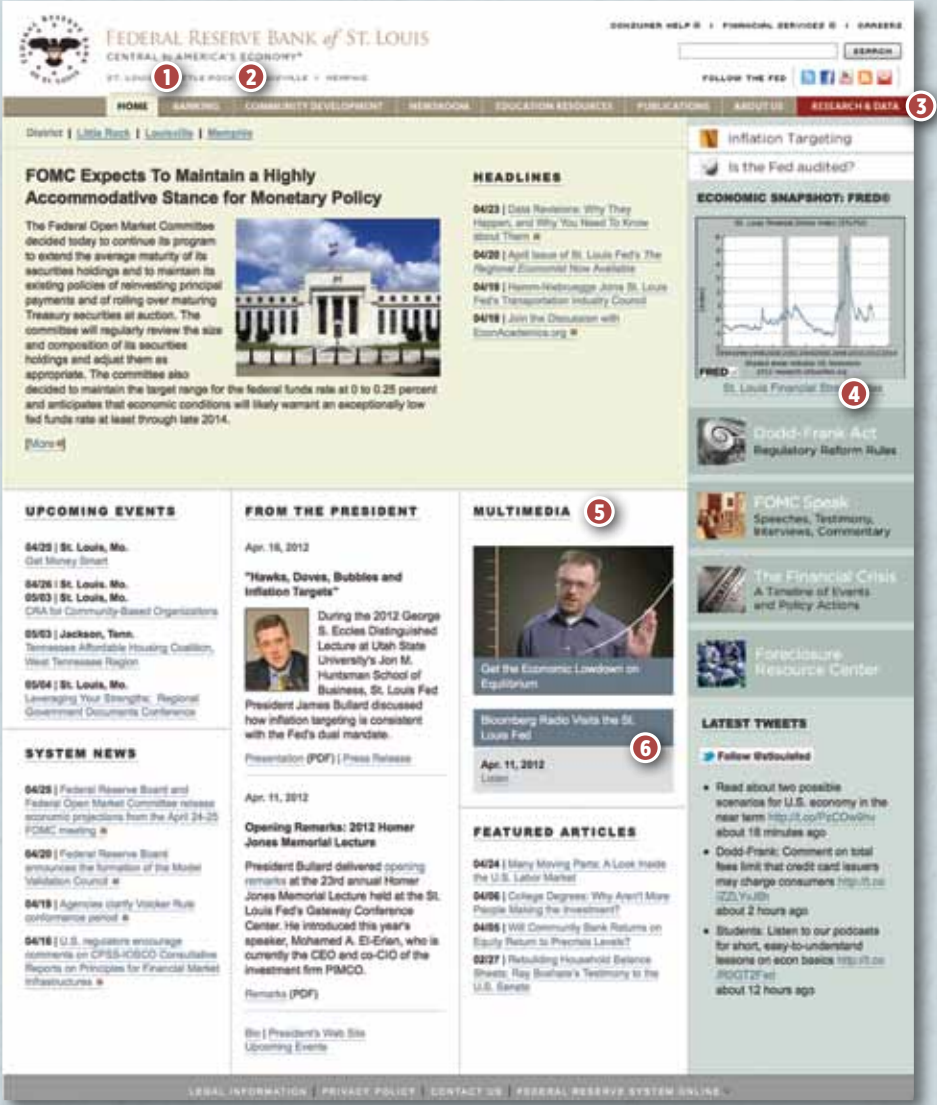 CONSUMER HELP | FINANCIAL SERVICES | CAREERS
FEDERAL RESERVE BANK of ST. LOUIS
CENTRAL to AMERICA'S ECONOMY®
SEARCH
ST. LOUIS LITTLE ROCK LOUISVILLE • MEMPHIS
FOLLOW THE FED
1
2
3
HOME BANKING COMMUNITY DEVELOPMENT NEWSROOM EDUCATION RESOURCES PUBLICATIONS ABOUT US RESEARCH & DATA
District | Little Rock | Louisville | Memphis
FOMC Expects To Maintain a Highly
Accommodative Stance for Monetary Policy
The Federal Open Market Committee
decided today to continue its program
to extend the average maturity of its
securities holdings and to maintain its
existing policies of reinvesting principal
payments and of rolling over maturing
Treasury securities at auction. The
committee will regularly review the size
and composition of its securities
holdings and adjust them as
appropriate. The committee also
decided to maintain the target range for the federal funds rate at 0 to 0.25 percent
and anticipates that economic conditions will likely warrant an exceptionally low
fed funds rate at least through late 2014.
[More]
HEADLINES
04/23 | Data Revisions: Why They
Happen, and Why You Need To Know
about Them
04/20 | April Issue of St. Louis Fed's The
Regional Economist Now Available
04/19 | Hamm-Niebruegge Joins St. Louis
Fed's Transportation Industry Council
04/18 | Join the Discussion with
EconAcademics.org
Inflation Targeting
Is the Fed audited?
ECONOMIC SNAPSHOT: FRED®
FRED
St. Louis Financial
4
Dodd-Frank Act
Regulatory Reform Rules
FOMC Speak
Speeches, Testimony,
Interviews, Commentary
The Financial Crisis
A Timeline of Events
and Policy Actions
Foreclosure
Resource Center
UPCOMING EVENTS
04/25 | St. Louis, Mo.
Get Money Smart
04/26 | St. Louis, Mo.
05/03 | St. Louis, Mo.
CRA for Community-Based Organizations
05/03 | Jackson, Tenn.
Tennessee Affordable Housing Coalition,
West Tennessee Region
05/04 | St. Louis, Mo.
Leveraging Your Strengths: Regional
Government Documents Conference
SYSTEM NEWS
04/25 | Federal Reserve Board and
Federal Open Market Committee release
economic projections from the April 24-25
FOMC meeting
04/20 | Federal Reserve Board
announces the formation of the Model
Validation Council
04/19 | Agencies clarify Volcker Rule
conformance period
04/16 | U.S. regulators encourage
comments on CPSS-IOSCO Consultative
Reports on Principles for Financial Market
Infrastructures
FROM THE PRESIDENT
Apr. 16, 2012
"Hawks, Doves, Bubbles and
Inflation Targets"
During the 2012 George
S. Eccles Distinguished
Lecture at Utah State
University's Jon M.
Huntsman School of
Business, St. Louis Fed
President James Bullard discussed
how inflation targeting is consistent
with the Fed's dual mandate.
Presentation (PDF) | Press Release
Apr. 11, 2012
Opening Remarks: 2012 Homer
Jones Memorial Lecture
President Bullard delivered opening
remarks at the 23rd annual Homer
Jones Memorial Lecture held at the St.
Louis Fed's Gateway Conference
Center. He introduced this year's
speaker, Mohamed A. El-Erian, who is
currently the CEO and co-CIO of the
investment firm PIMCO.
Remarks (PDF)
Bio | President's Web Site
Upcoming Events
MULTIMEDIA
5
Get the Economic Lowdown on
Equilibrium
Bloomberg Radio Visits the St.
Louis Fed
6
Apr. 11, 2012
Listen
FEATURED ARTICLES
04/24 | Many Moving Parts: A Look Inside
the U.S. Labor Market
04/06 | College Degrees: Why Aren't More
People Making the Investment?
04/05 | Will Community Bank Returns on
Equity Return to Precrisis Levels?
02/27 | Rebuilding Household Balance
Sheets: Ray Boshara's Testimony to the
U.S. Senate
LATEST TWEETS
Follow @stlouisfed
• Read about two possible
scenarios for U.S. economy in the
near term
about 18 minutes ago
• Dodd-Frank: Comment on total
fees limit that credit card issuers
may charge consumers
about 2 hours ago
• Students: Listen to our podcasts
for short, easy-to-understand
lessons on econ basics
about 12 hours ago
LEGAL INFORMATION | PRIVACY POLICY | CONTACT US | FEDERAL RESERVE SYSTEM ONLINE